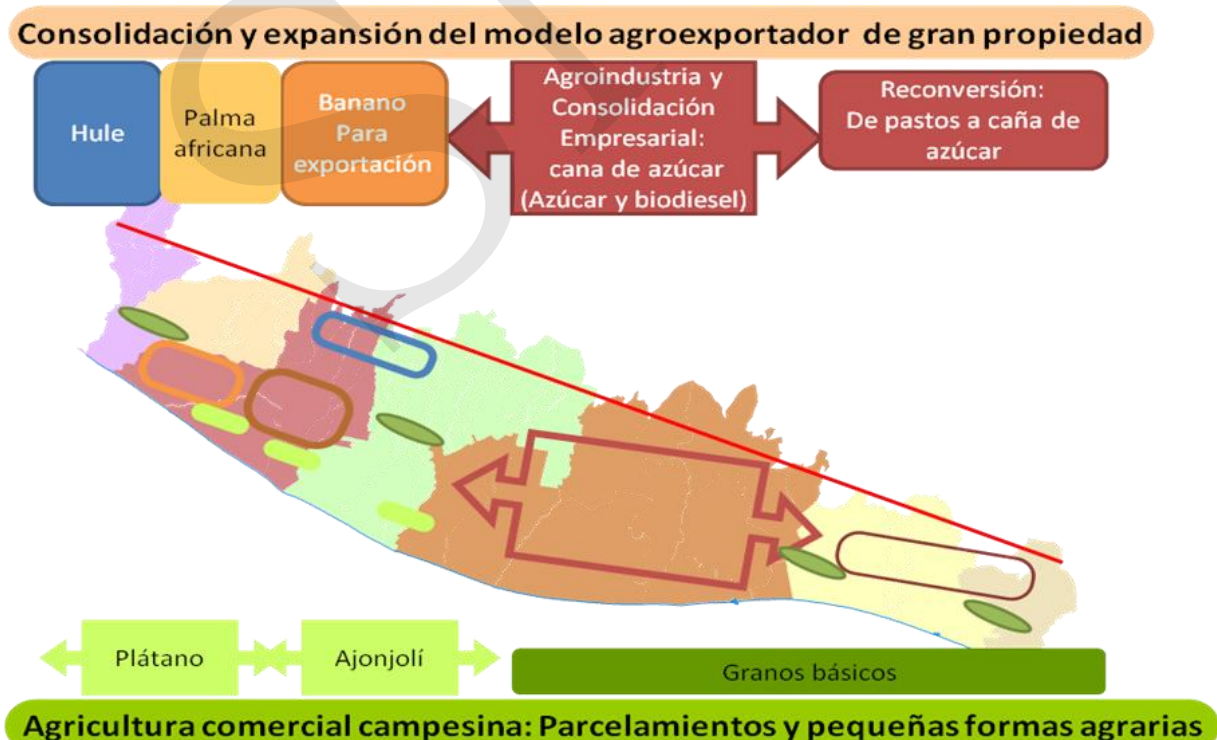 Consolidación y expansión del modelo agroexportador de gran propiedad
Hule
Palma
africana
Banano
Para
exportación
Agroindustria y
Consolidación
Empresarial:
cana de azúcar
(Azúcar y biodiesel)
Reconversión:
De pastos a caña de
azúcar
Plátano
Ajonjolí
Granos básicos
Agricultura comercial campesina: Parcelamientos y pequeñas formas agrarias